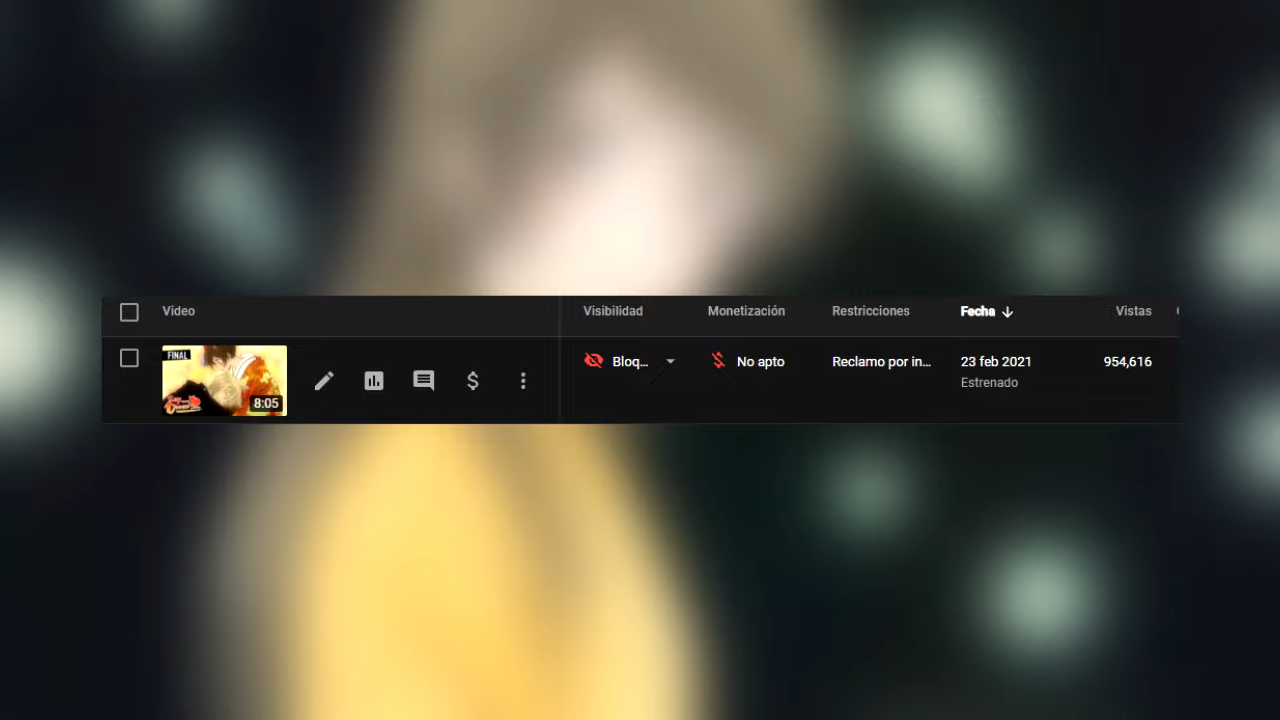 Video
Visibilidad
Monetización
Restricciones
Fecha
Vistas
FINAL
8:05
Bloq...
No apto
Reclamo por in...
23 feb 2021
954,616
Estrenado